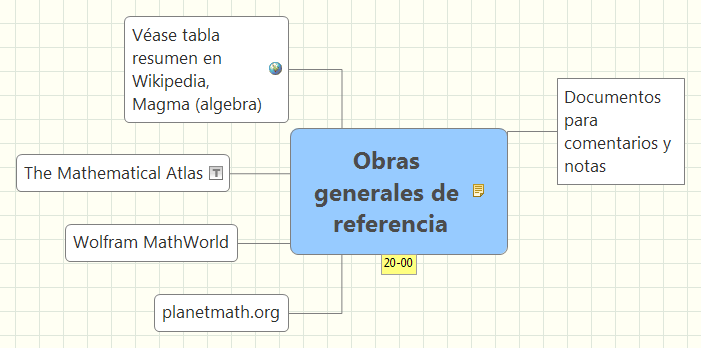 Véase tabla
resumen en
Wikipedia,
Magma (algebra)
The Mathematical Atlas T
Wolfram MathWorld
planetmath.org
Obras
generales de
referencia
20-00
Documentos
para
comentarios y
notas